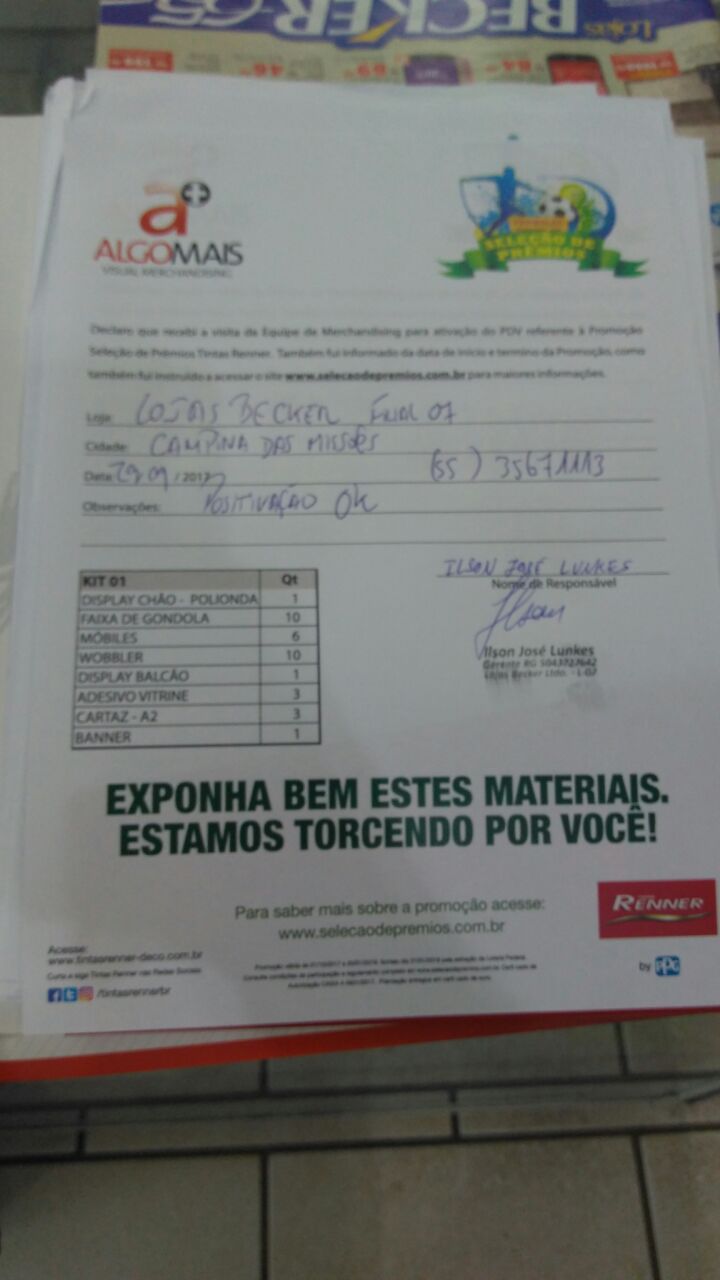 Lojas BECKER 65
a+
ALGOMAIS
VISUAL MERCHANDISING
SELEÇÃO DE
PRÊMIOS
Declaro que recebi a visita da Equipe de Merchandising para ativação do PDV referente à Promoção
Seleção de Prêmios Tintas Renner. Também fui informado da data de início e termino da Promoção, como
também fui instruído a acessar o site www.selecaodepremios.com.br para maiores informações.
Loja: LOJAS BECKER 07
Cidade: CAMPINA DAS MISSÕES
Data: 29 09 / 2017 (55) 35671113
Observações: POSITIVAÇÃO OK
ILSON JOSÉ LUNKES
Nome de Responsável
Ilson José Lunkes
Gerente RG 5043727642
Lojas Becker Ltda. - L-07
KIT 01 Qt
DISPLAY CHÃO - POLIONDA 1
FAIXA DE GONDOLA 10
MÓBILES 6
WOBBLER 10
DISPLAY BALCÃO 1
ADESIVO VITRINE 3
CARTAZ - A2 3
BANNER 1
EXPONHA BEM ESTES MATERIAIS.
ESTAMOS TORCENDO POR VOCÊ!
Para saber mais sobre a promoção acesse:
www.selecaodepremios.com.br
RENNER
by PPG
Acesse:
www.tintasrenner-deco.com.br
Curta e siga Tintas Renner nas Redes Sociais
/tintasrennerbr